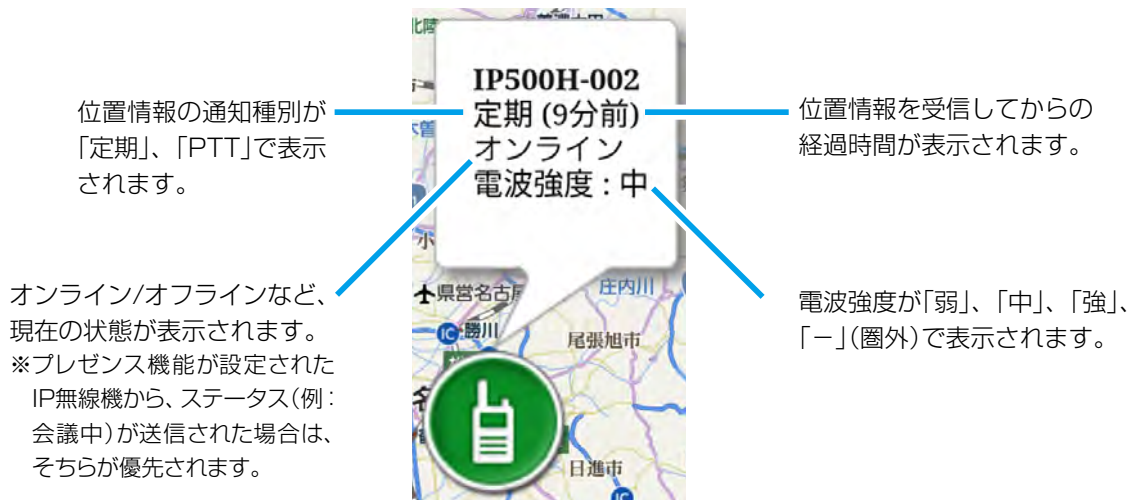 位置情報の通知種別が
「定期」、「PTT」で表示
されます。
オンライン/オフラインなど、
現在の状態が表示されます。
※プレゼンス機能が設定された
IP無線機から、ステータス（例：
会議中）が送信された場合は、
そちらが優先されます。
IP500H-002
定期 (9分前)
オンライン
電波強度 : 中
位置情報を受信してからの
経過時間が表示されます。
電波強度が「弱」、「中」、「強」、
「－」（圏外）で表示されます。
北陸
木曽
小
県営名古
庄内川
IC
勝川
尾張旭市
日進市
IC